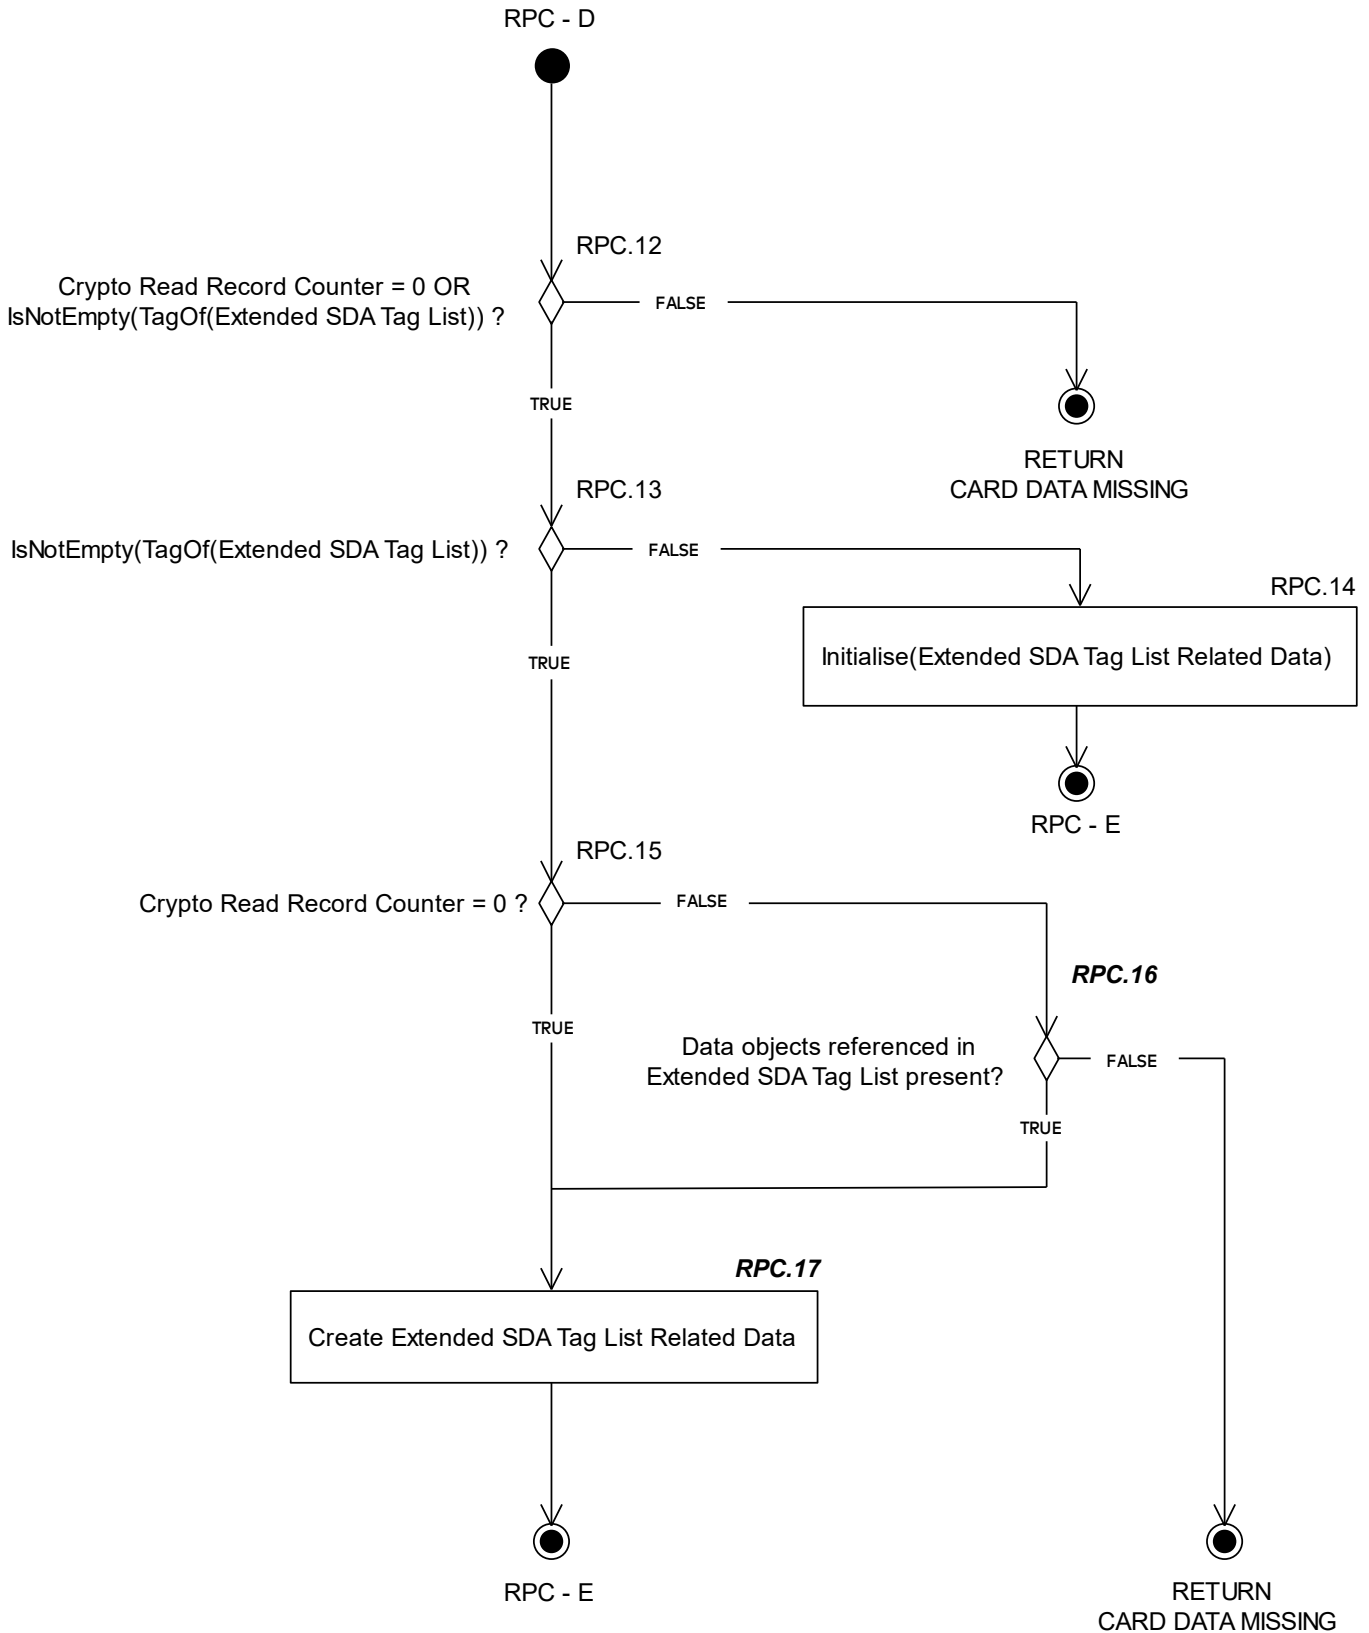 RPC - D
RPC.12
Crypto Read Record Counter = 0 OR
IsNotEmpty(TagOf(Extended SDA Tag List)) ?
FALSE
TRUE
RETURN
CARD DATA MISSING
RPC.13
IsNotEmpty(TagOf(Extended SDA Tag List)) ?
FALSE
RPC.14
Initialise(Extended SDA Tag List Related Data)
TRUE
RPC - E
RPC.15
Crypto Read Record Counter = 0 ?
FALSE
RPC.16
TRUE
Data objects referenced in
Extended SDA Tag List present?
FALSE
TRUE
RPC.17
Create Extended SDA Tag List Related Data
RPC - E
RETURN
CARD DATA MISSING